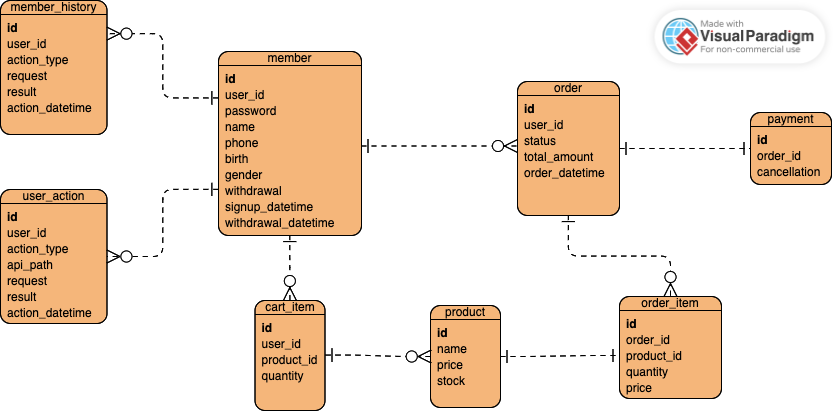 member_history
id
user_id
action_type
request
result
action_datetime
Made with
Visual Paradigm
For non-commercial use
member
id
user_id
password
name
phone
birth
gender
withdrawal
signup_datetime
withdrawal_datetime
order
id
user_id
status
total_amount
order_datetime
payment
id
order_id
cancellation
user_action
id
user_id
action_type
api_path
request
result
action_datetime
cart_item
id
user_id
product_id
quantity
product
id
name
price
stock
order_item
id
order_id
product_id
quantity
price